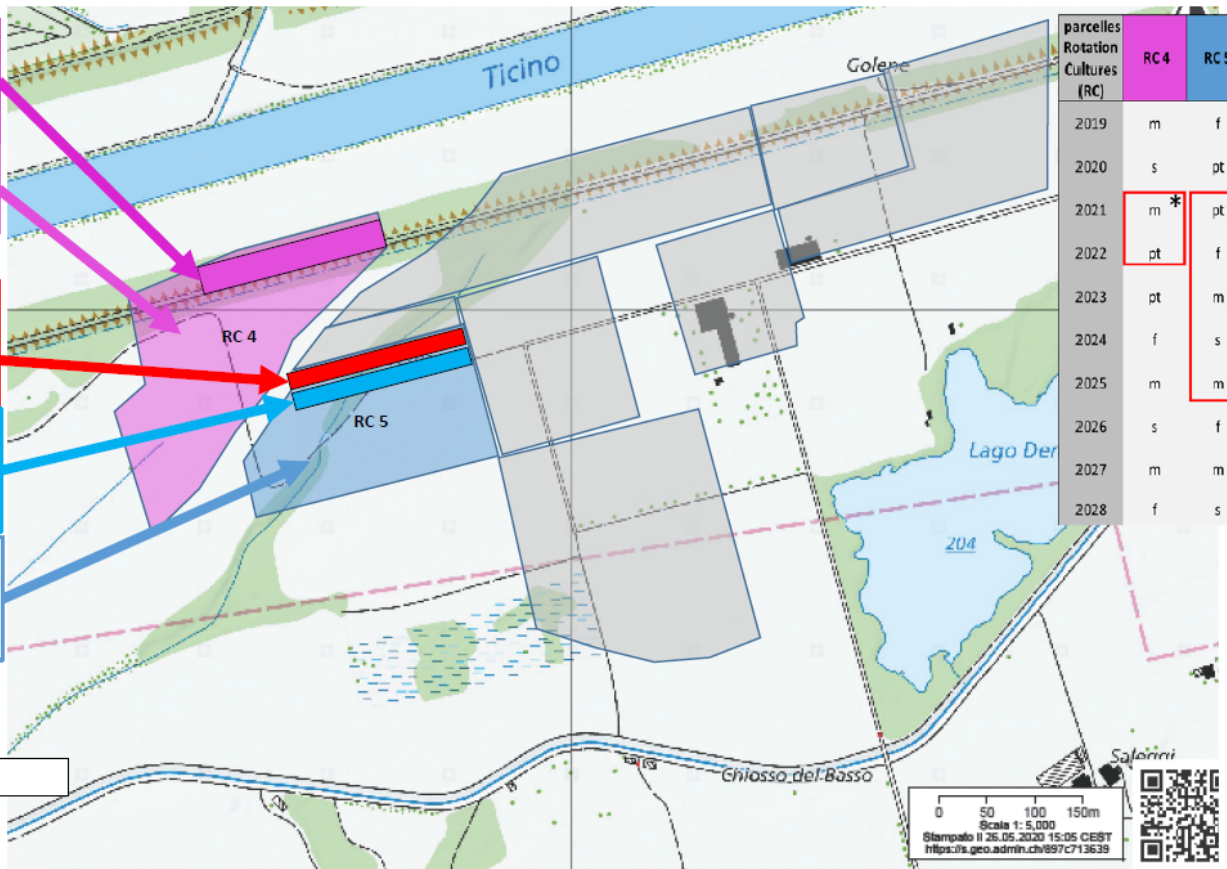 Ticino
Golene
RC 4
RC 5
Lago Der
204
Chiosso del Basso
Saleggi
parcelles Rotation Cultures (RC) RC 4 RC 5
2019 m f
2020 s pt
2021 m* pt
2022 pt f
2023 pt m
2024 f s
2025 m m
2026 s f
2027 m m
2028 f s
0 50 100 150m
Scala 1: 5,000
Stampato il 26.05.2020 15:05 CEST
https://s.geo.admin.ch/897c713639